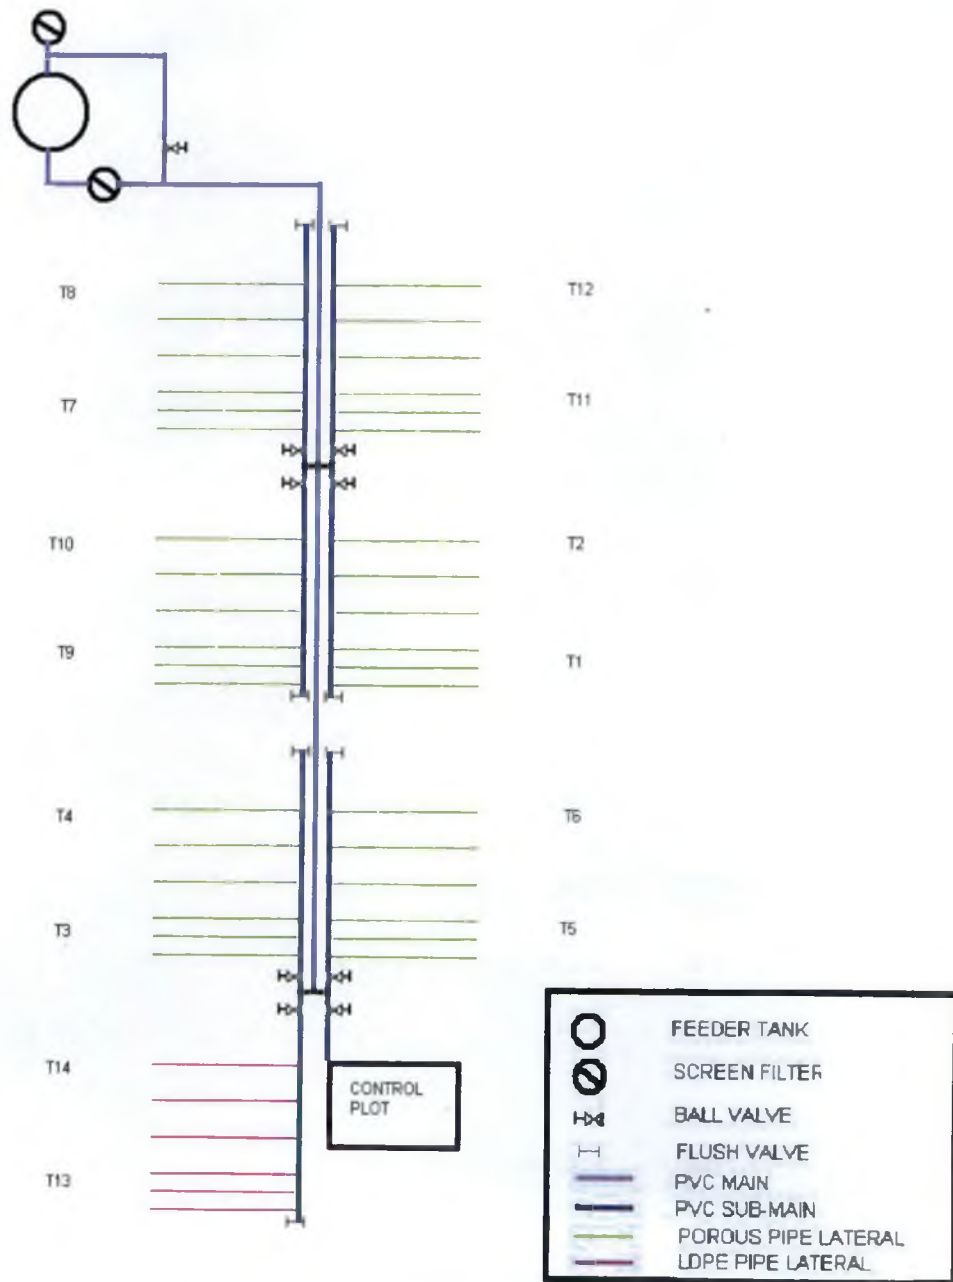 T8
T12
T7
T11
T10
T2
T9
T1
T4
T6
T3
T5
T14
T13
CONTROL
PLOT
FEEDER TANK
SCREEN FILTER
BALL VALVE
FLUSH VALVE
PVC MAIN
PVC SUB-MAIN
POROUS PIPE LATERAL
LDPE PIPE LATERAL